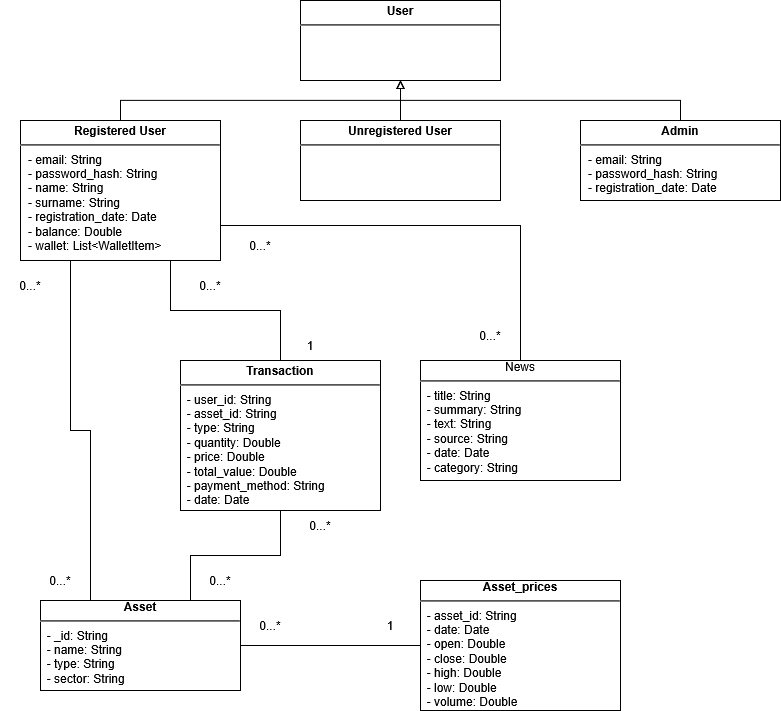 User
Registered User
- email: String
- password_hash: String
- name: String
- surname: String
- registration_date: Date
- balance: Double
- wallet: List<WalletItem>
Unregistered User
Admin
- email: String
- password_hash: String
- registration_date: Date
0...*
0...*
0...*
1
0...*
Transaction
- user_id: String
- asset_id: String
- type: String
- quantity: Double
- price: Double
- total_value: Double
- payment_method: String
- date: Date
News
- title: String
- summary: String
- text: String
- source: String
- date: Date
- category: String
0...*
0...*
0...*
Asset
- _id: String
- name: String
- type: String
- sector: String
0...*
1
Asset_prices
- asset_id: String
- date: Date
- open: Double
- close: Double
- high: Double
- low: Double
- volume: Double